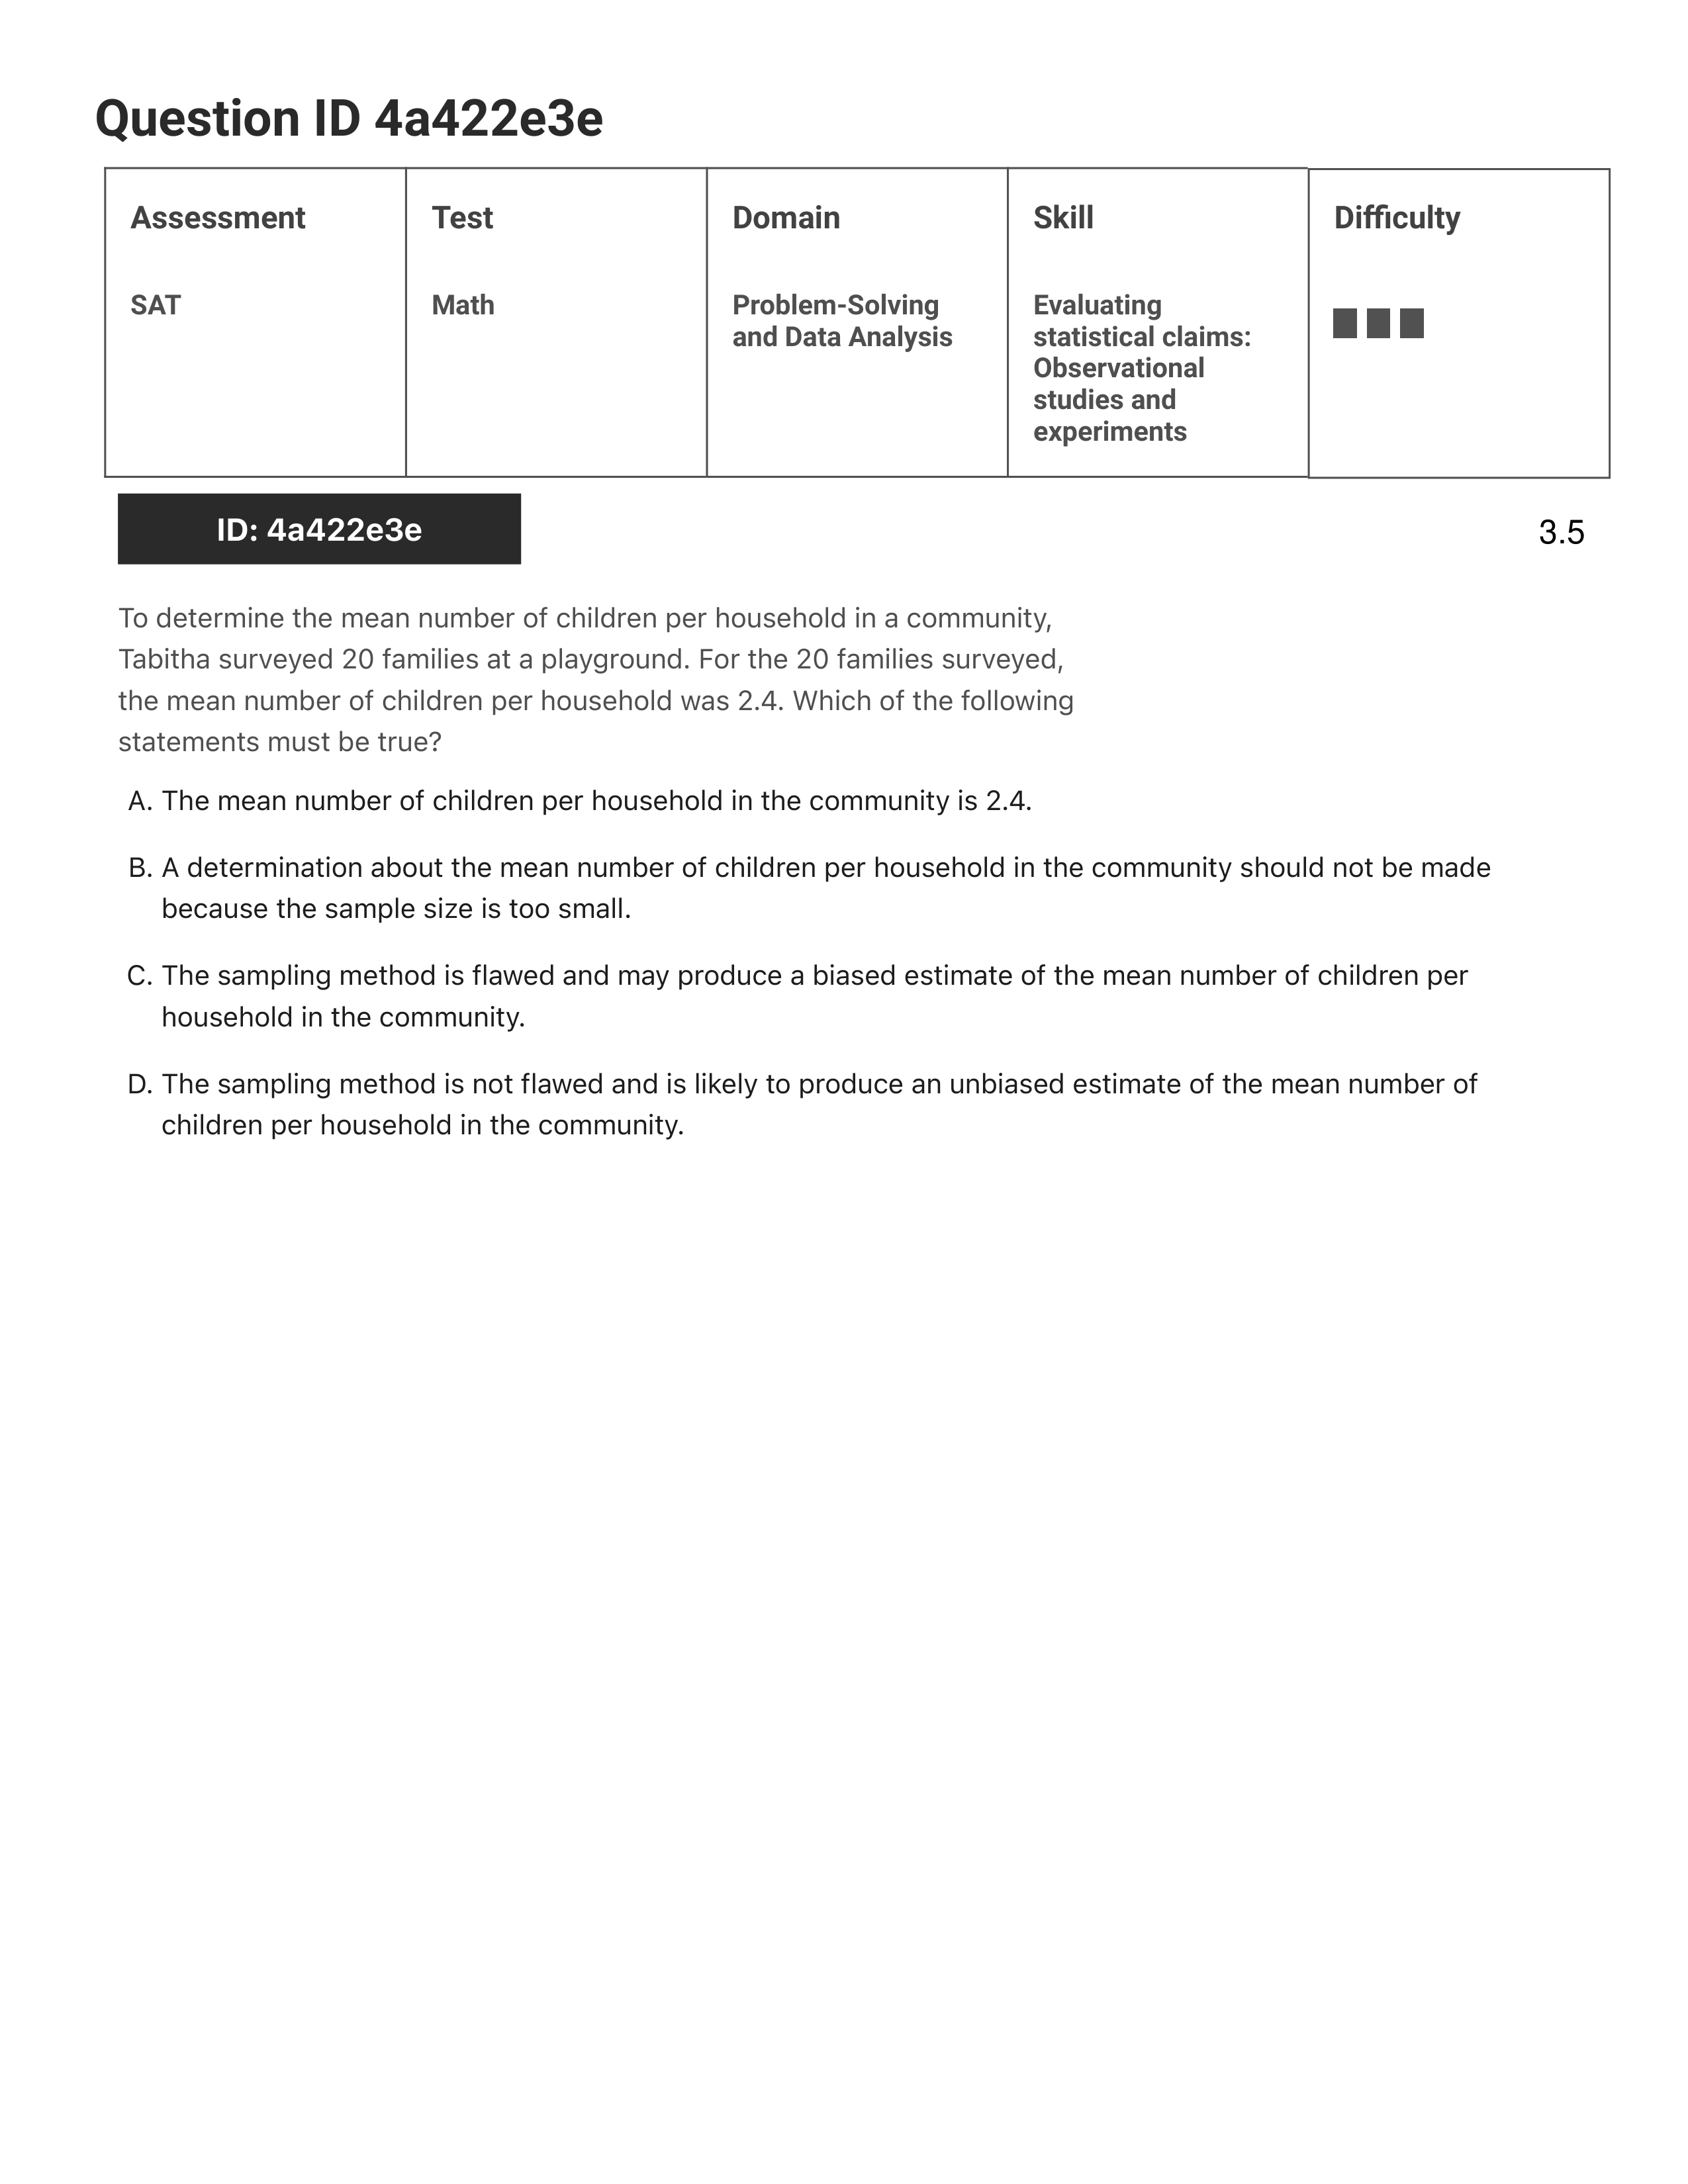 Question ID 4a422e3e
Assessment
Test
Domain
Skill
Difficulty
SAT
Math
Problem-Solving
and Data Analysis
Evaluating
statistical claims:
Observational
studies and
experiments
ID: 4a422e3e
3.5
To determine the mean number of children per household in a community,
Tabitha surveyed 20 families at a playground. For the 20 families surveyed,
the mean number of children per household was 2.4. Which of the following
statements must be true?
A. The mean number of children per household in the community is 2.4.
B. A determination about the mean number of children per household in the community should not be made
because the sample size is too small.
C. The sampling method is flawed and may produce a biased estimate of the mean number of children per
household in the community.
D. The sampling method is not flawed and is likely to produce an unbiased estimate of the mean number of
children per household in the community.